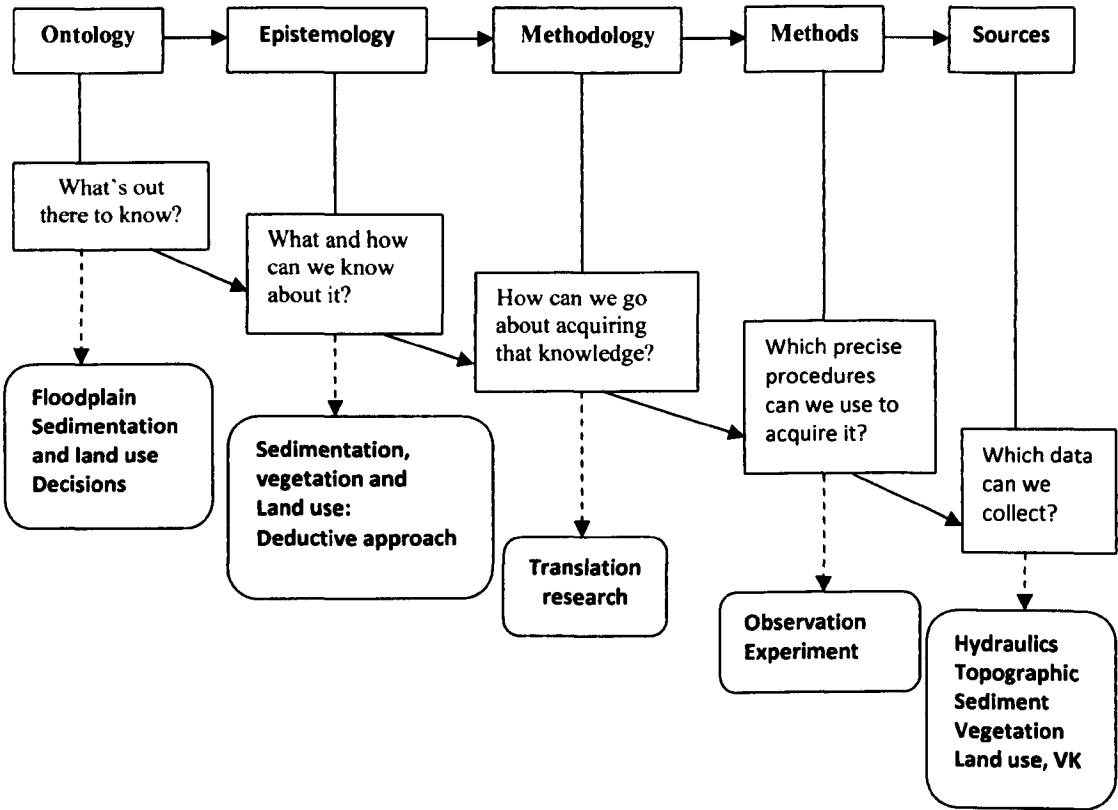 Ontology
Epistemology
Methodology
Methods
Sources
What's out
there to know?
What and how
can we know
about it?
How can we go
about acquiring
that knowledge?
Which precise
procedures
can we use to
acquire it?
Which data
can we
collect?
Floodplain
Sedimentation
and land use
Decisions
Sedimentation,
vegetation and
Land use:
Deductive approach
Translation
research
Observation
Experiment
Hydraulics
Topographic
Sediment
Vegetation
Land use, VK